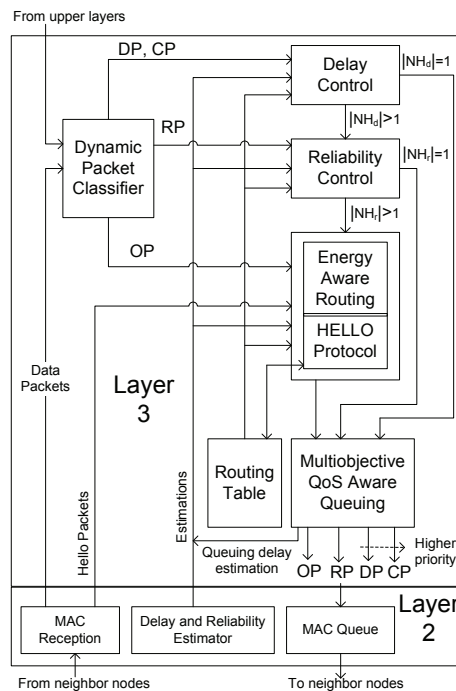 From upper layers
DP, CP
|NHd|=1
Delay
Control
|NHd|>1
RP
Dynamic
Packet
Classifier
Reliability
Control
|NHr|=1
|NHr|>1
OP
Energy
Aware
Routing
HELLO
Protocol
Data
Packets
Layer
3
Hello Packets
Estimations
Routing
Table
Multiobjective
QoS Aware
Queuing
Queuing delay
estimation
OP
RP
DP
CP
Higher
priority
Layer
2
MAC
Reception
Delay and Reliability
Estimator
MAC Queue
From neighbor nodes
To neighbor nodes